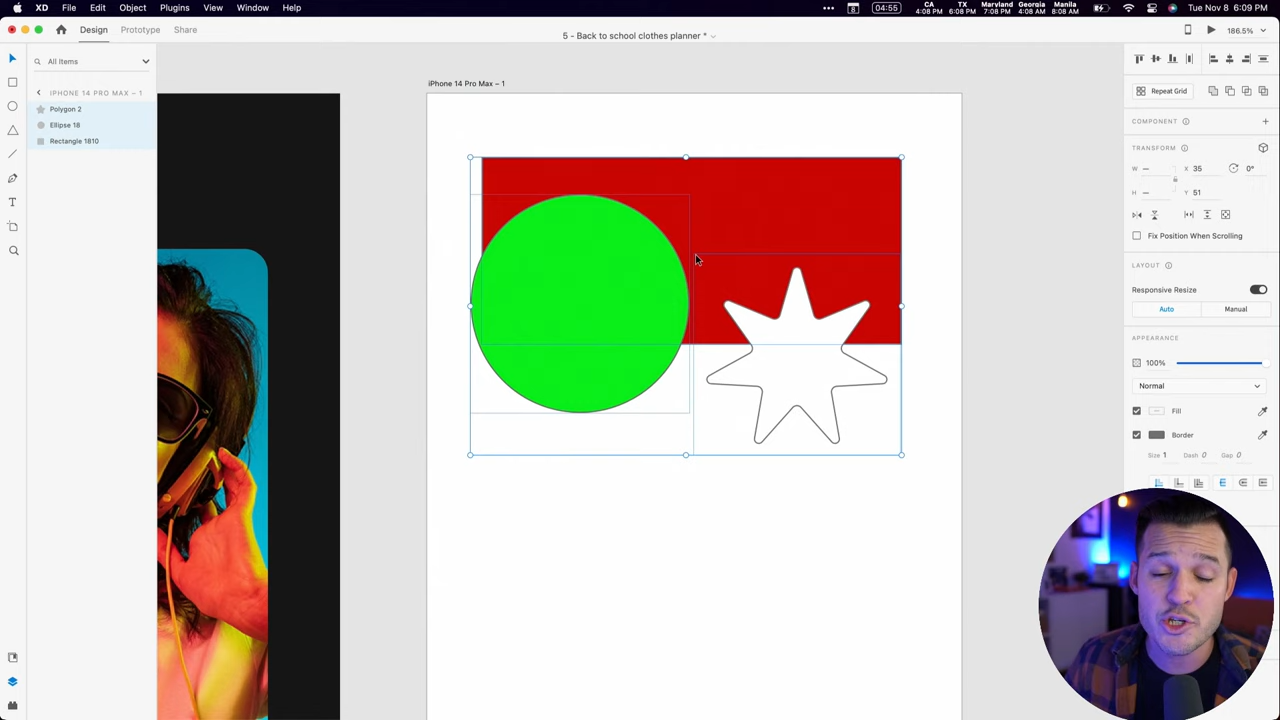 XD File Edit Object Plugins View Window Help
8 04:55 CA 4:08 PM TX 6:08 PM Maryland 7:08 PM Georgia 4:08 AM Manila 8:08 AM Tue Nov 8 6:09 PM
Design Prototype Share
5 - Back to school clothes planner *
186.5%
All Items
IPHONE 14 PRO MAX – 1
Polygon 2
Ellipse 18
Rectangle 1810
iPhone 14 Pro Max – 1
Repeat Grid
COMPONENT
TRANSFORM
W – X 35 0°
H – Y 51
Fix Position When Scrolling
LAYOUT
Responsive Resize
Auto Manual
APPEARANCE
100%
Normal
Fill
Border
Size 1 Dash 0 Gap 0
T